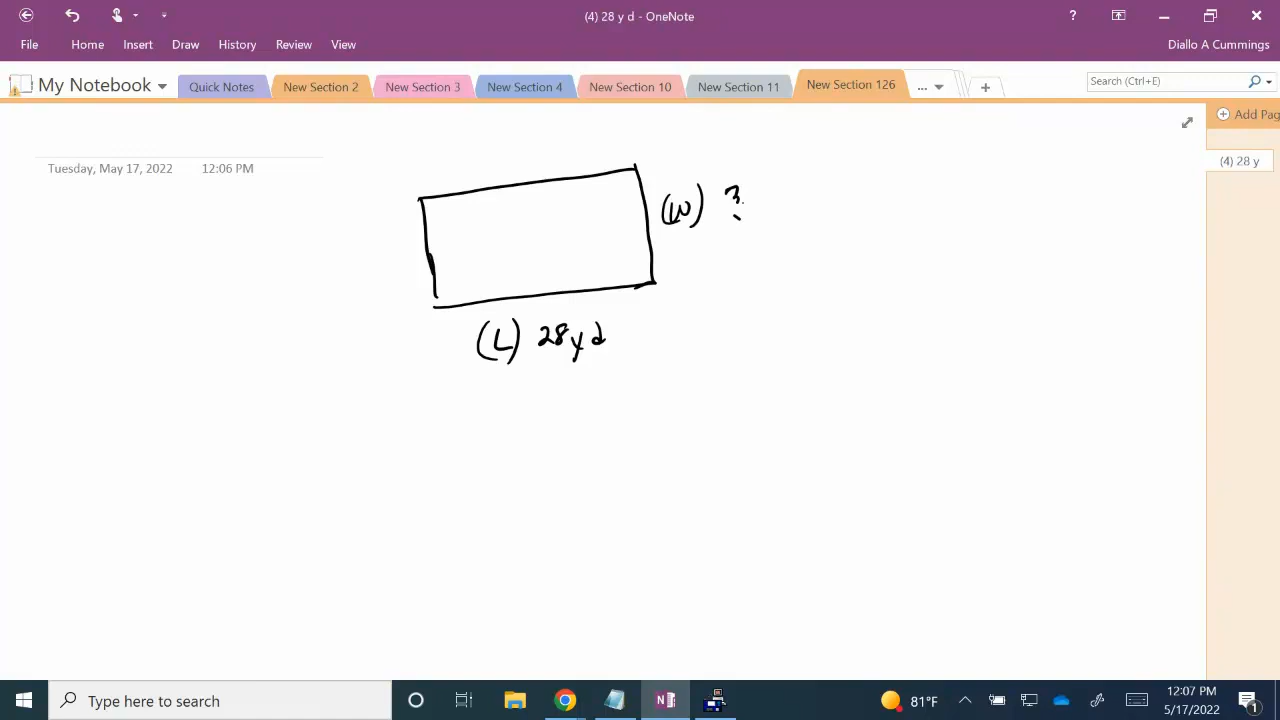 (4) 28 y d - OneNote
?
File Home Insert Draw History Review View
Diallo A Cummings
My Notebook
Quick Notes
New Section 2
New Section 3
New Section 4
New Section 10
New Section 11
New Section 126
...
+
Search (Ctrl+E)
Add Pag
Tuesday, May 17, 2022 12:06 PM
(4) 28 y
(W) ?
(L) 28yd
Type here to search
N
81°F
12:07 PM
5/17/2022
1